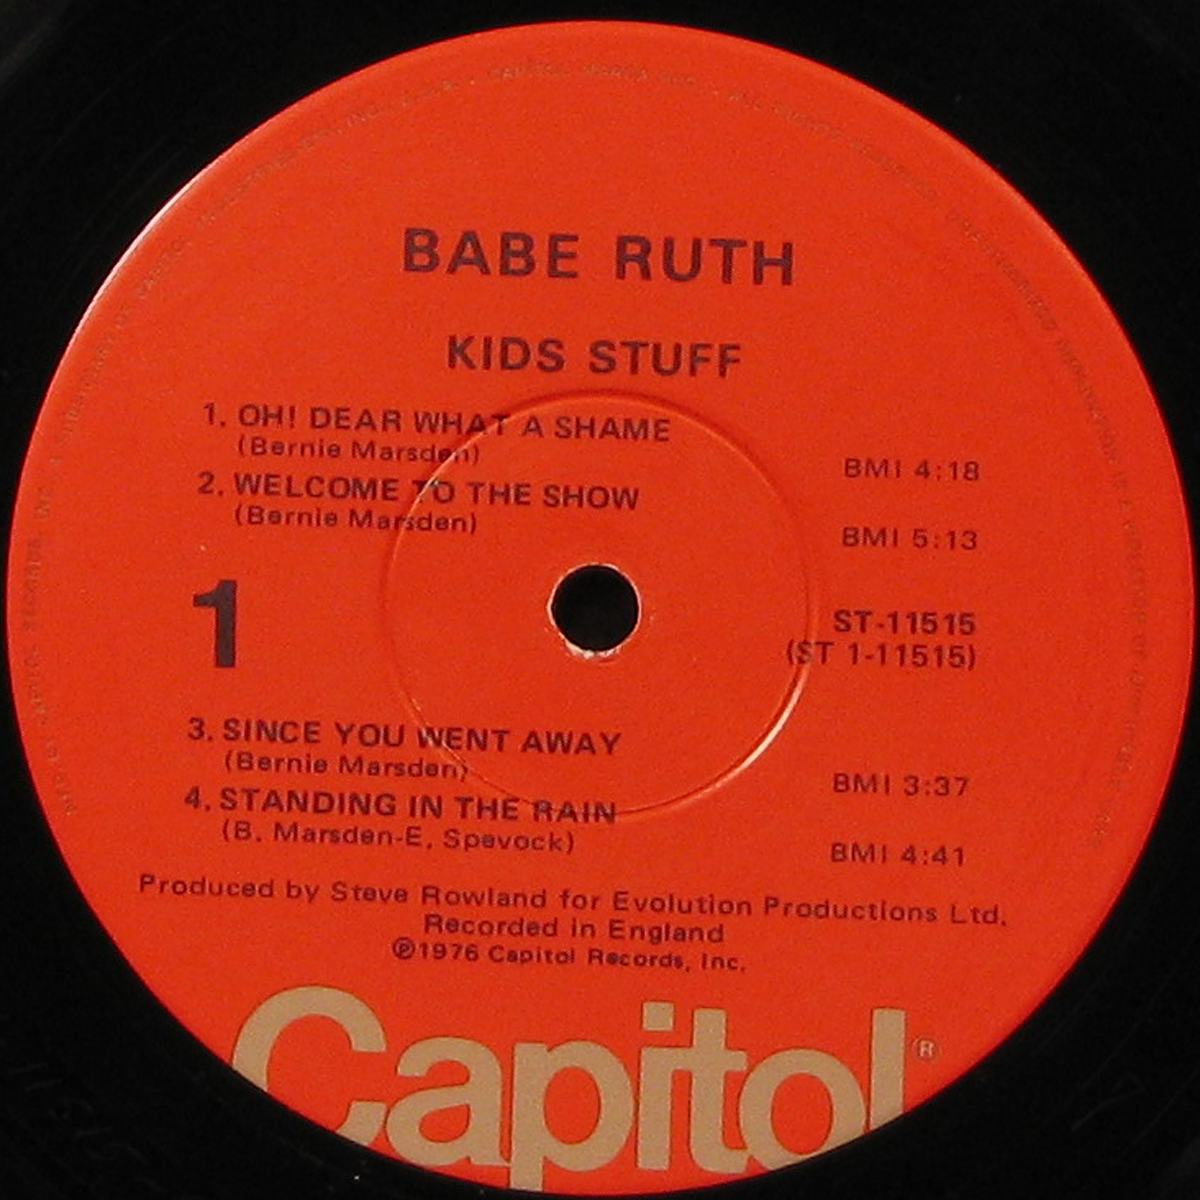 BABE RUTH
KIDS STUFF
1. OH! DEAR WHAT A SHAME
(Bernie Marsden)
BMI 4:18
2. WELCOME TO THE SHOW
(Bernie Marsden)
BMI 5:13
1
ST-11515
(ST 1-11515)
3. SINCE YOU WENT AWAY
(Bernie Marsden)
BMI 3:37
4. STANDING IN THE RAIN
(B. Marsden-E. Spevock)
BMI 4:41
Produced by Steve Rowland for Evolution Productions Ltd.
Recorded in England
℗1976 Capitol Records, Inc.
Capitol®